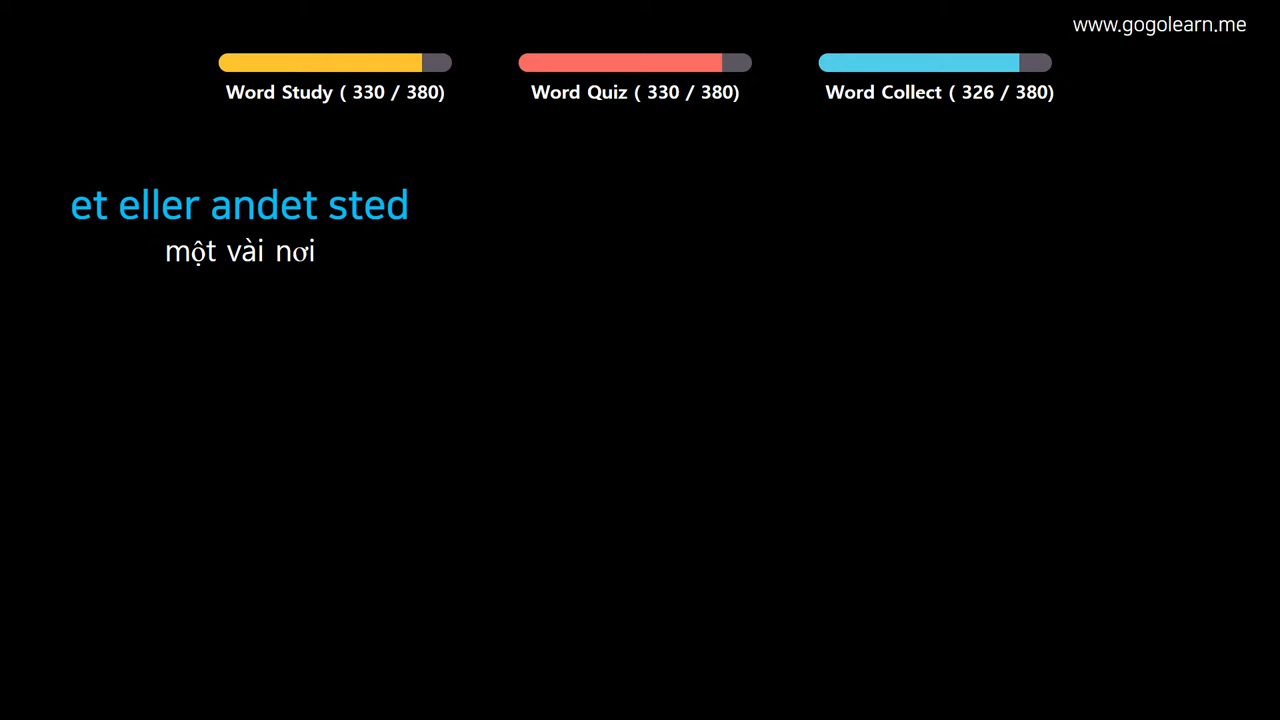 www.gogolearn.me
Word Study ( 330 / 380)
Word Quiz ( 330 / 380)
Word Collect ( 326 / 380)
et eller andet sted
một vài nơi